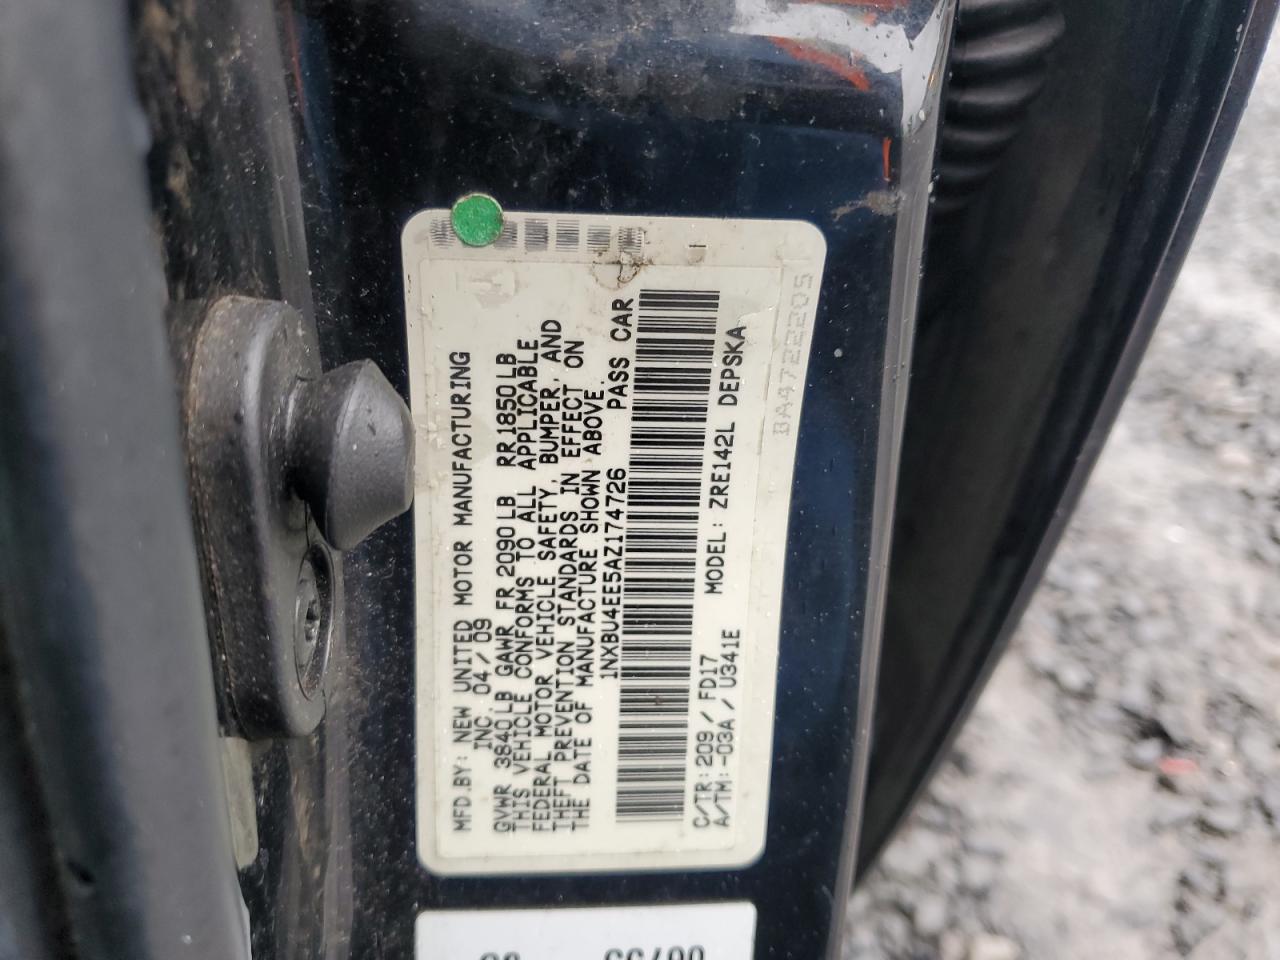 MFD.BY: NEW UNITED MOTOR MANUFACTURING
INC. 04/09
GVWR 3840LB GAWR FR 2090LB RR1850LB
THIS VEHICLE CONFORMS TO ALL APPLICABLE
FEDERAL MOTOR VEHICLE SAFETY, BUMPER, AND
THEFT PREVENTION STANDARDS IN EFFECT ON
THE DATE OF MANUFACTURE SHOWN ABOVE.
1NXBU4EE5AZ174726 PASS CAR
C/TR:209/FD17 MODEL: ZRE142L DEPSKA
A/TM:-03A/U341E
BA4722205